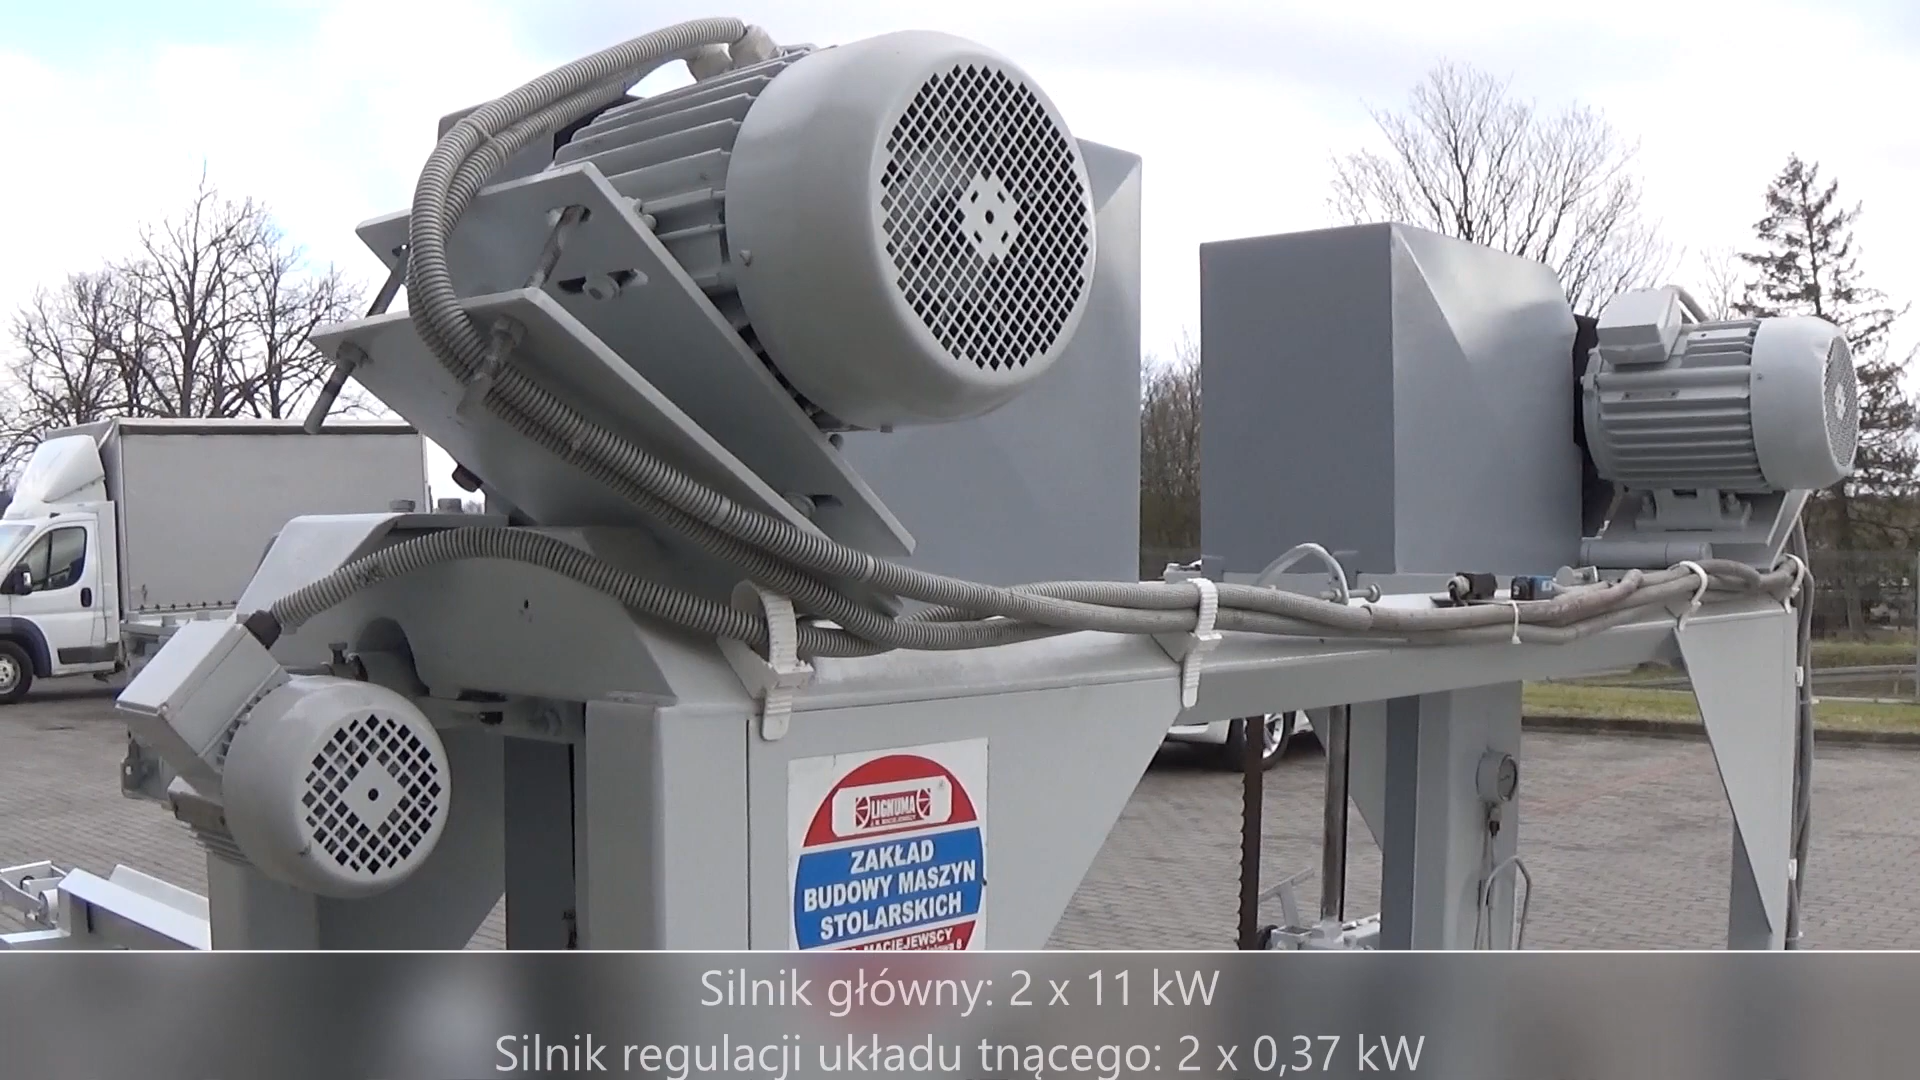 LIGNUMA
ZAKŁAD
BUDOWY MASZYN
STOLARSKICH
MACIEJEWSCY
Silnik główny: 2 x 11 kW
Silnik regulacji układu tnącego: 2 x 0,37 kW